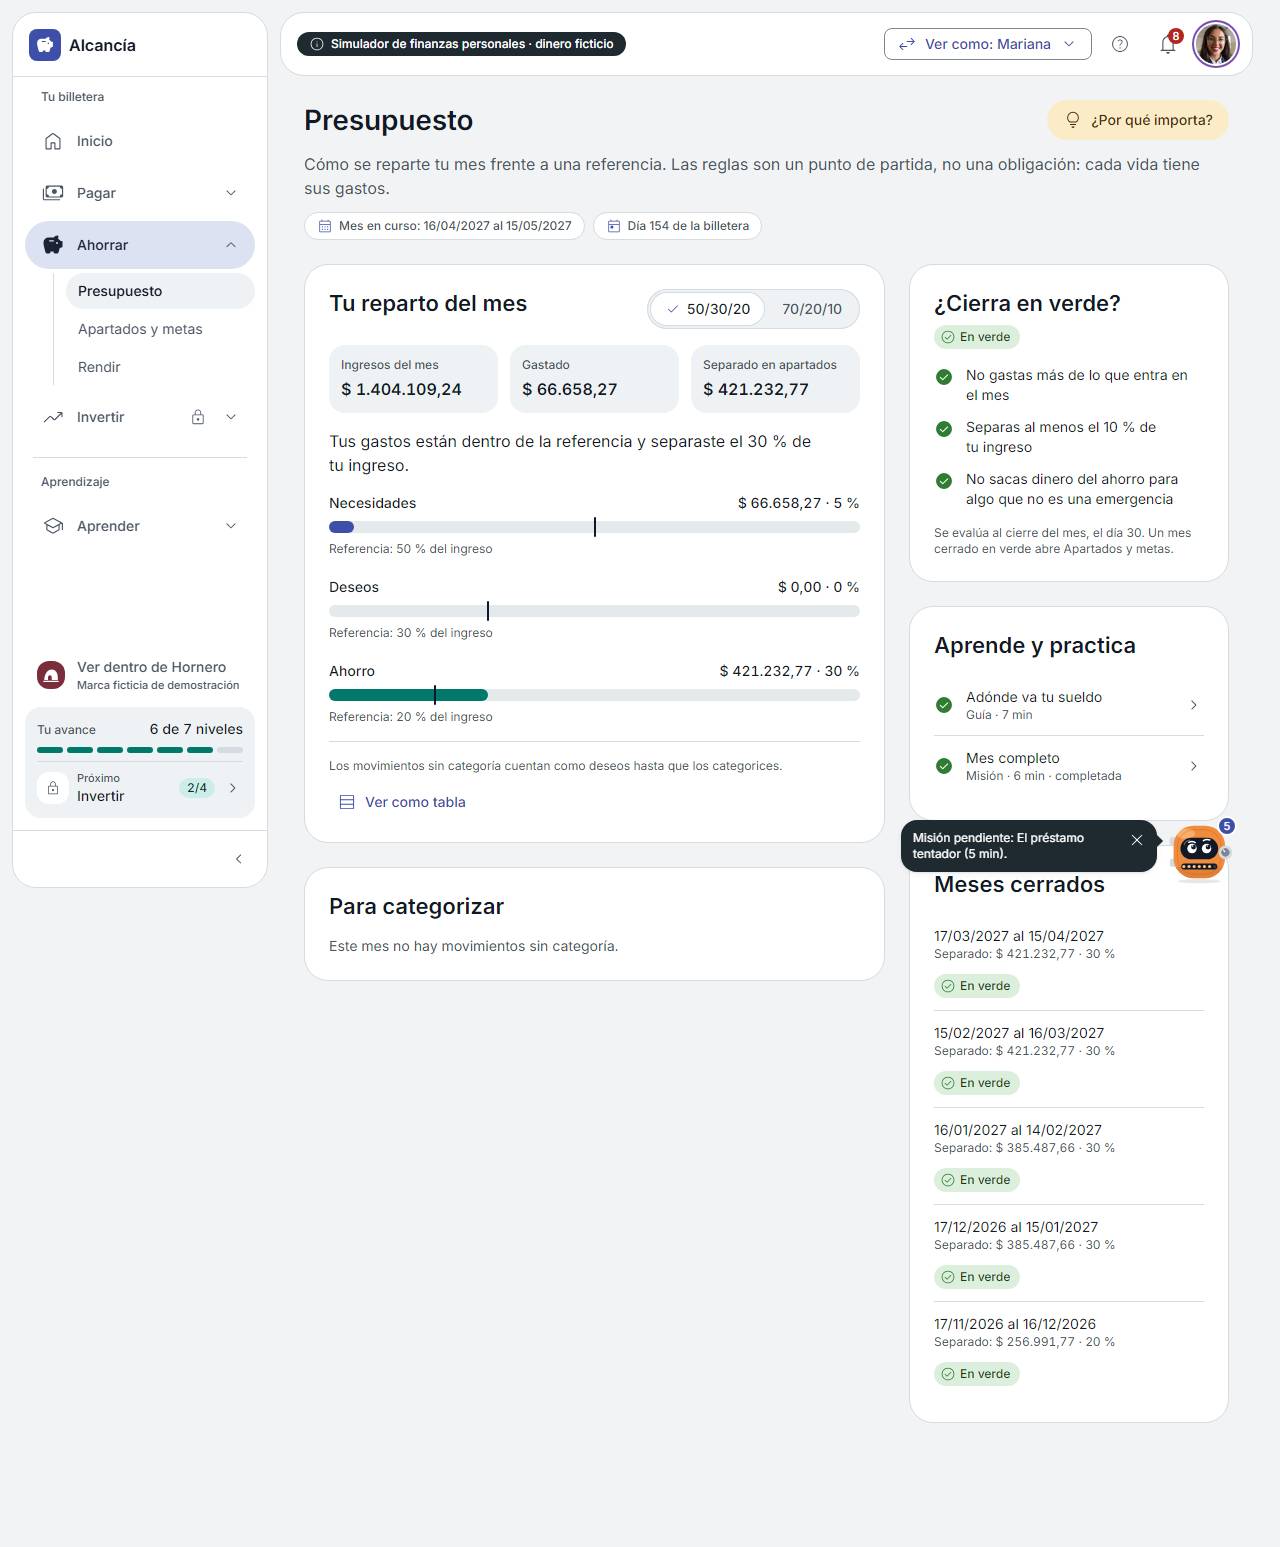 Alcancía
Tu billetera
Inicio
Pagar
Ahorrar
Presupuesto
Apartados y metas
Rendir
Invertir
Aprendizaje
Aprender
Ver dentro de Hornero
Marca ficticia de demostración
Tu avance
6 de 7 niveles
Próximo
Invertir
2/4
Simulador de finanzas personales · dinero ficticio
Ver como: Mariana
8
Presupuesto
¿Por qué importa?
Cómo se reparte tu mes frente a una referencia. Las reglas son un punto de partida, no una obligación: cada vida tiene
sus gastos.
Mes en curso: 16/04/2027 al 15/05/2027
Día 154 de la billetera
Tu reparto del mes
50/30/20
70/20/10
Ingresos del mes
$ 1.404.109,24
Gastado
$ 66.658,27
Separado en apartados
$ 421.232,77
Tus gastos están dentro de la referencia y separaste el 30 % de
tu ingreso.
Necesidades
$ 66.658,27 · 5 %
Referencia: 50 % del ingreso
Deseos
$ 0,00 · 0 %
Referencia: 30 % del ingreso
Ahorro
$ 421.232,77 · 30 %
Referencia: 20 % del ingreso
Los movimientos sin categoría cuentan como deseos hasta que los categorices.
Ver como tabla
Para categorizar
Este mes no hay movimientos sin categoría.
¿Cierra en verde?
En verde
No gastas más de lo que entra en
el mes
Separas al menos el 10 % de
tu ingreso
No sacas dinero del ahorro para
algo que no es una emergencia
Se evalúa al cierre del mes, el día 30. Un mes
cerrado en verde abre Apartados y metas.
Aprende y practica
Adónde va tu sueldo
Guía · 7 min
Mes completo
Misión · 6 min · completada
Misión pendiente: El préstamo
tentador (5 min).
5
Meses cerrados
17/03/2027 al 15/04/2027
Separado: $ 421.232,77 · 30 %
En verde
15/02/2027 al 16/03/2027
Separado: $ 421.232,77 · 30 %
En verde
16/01/2027 al 14/02/2027
Separado: $ 385.487,66 · 30 %
En verde
17/12/2026 al 15/01/2027
Separado: $ 385.487,66 · 30 %
En verde
17/11/2026 al 16/12/2026
Separado: $ 256.991,77 · 20 %
En verde